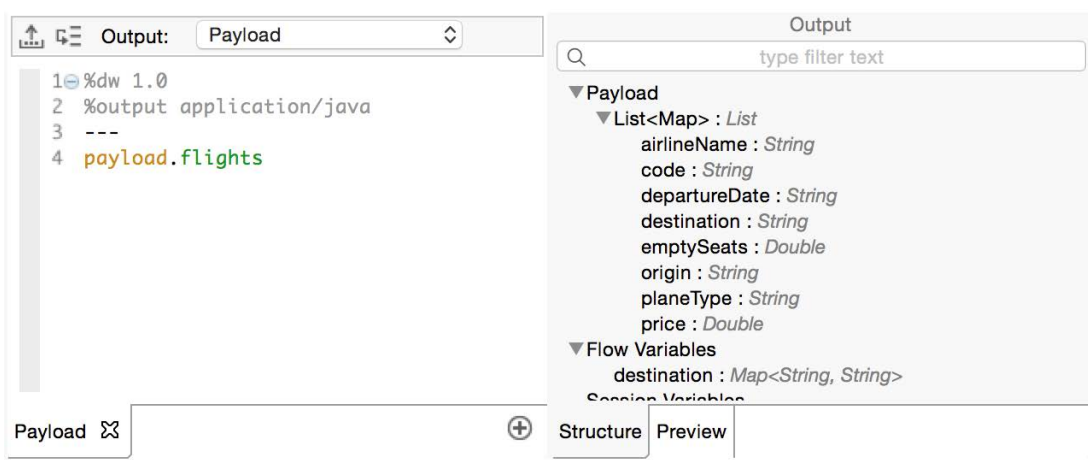 Output: Payload
1 %dw 1.0
2 %output application/java
3 ---
4 payload.flights
Payload
Output
type filter text
Payload
List<Map> : List
airlineName : String
code : String
departureDate : String
destination : String
emptySeats : Double
origin : String
planeType : String
price : Double
Flow Variables
destination : Map<String, String>
Session Variables
Structure Preview